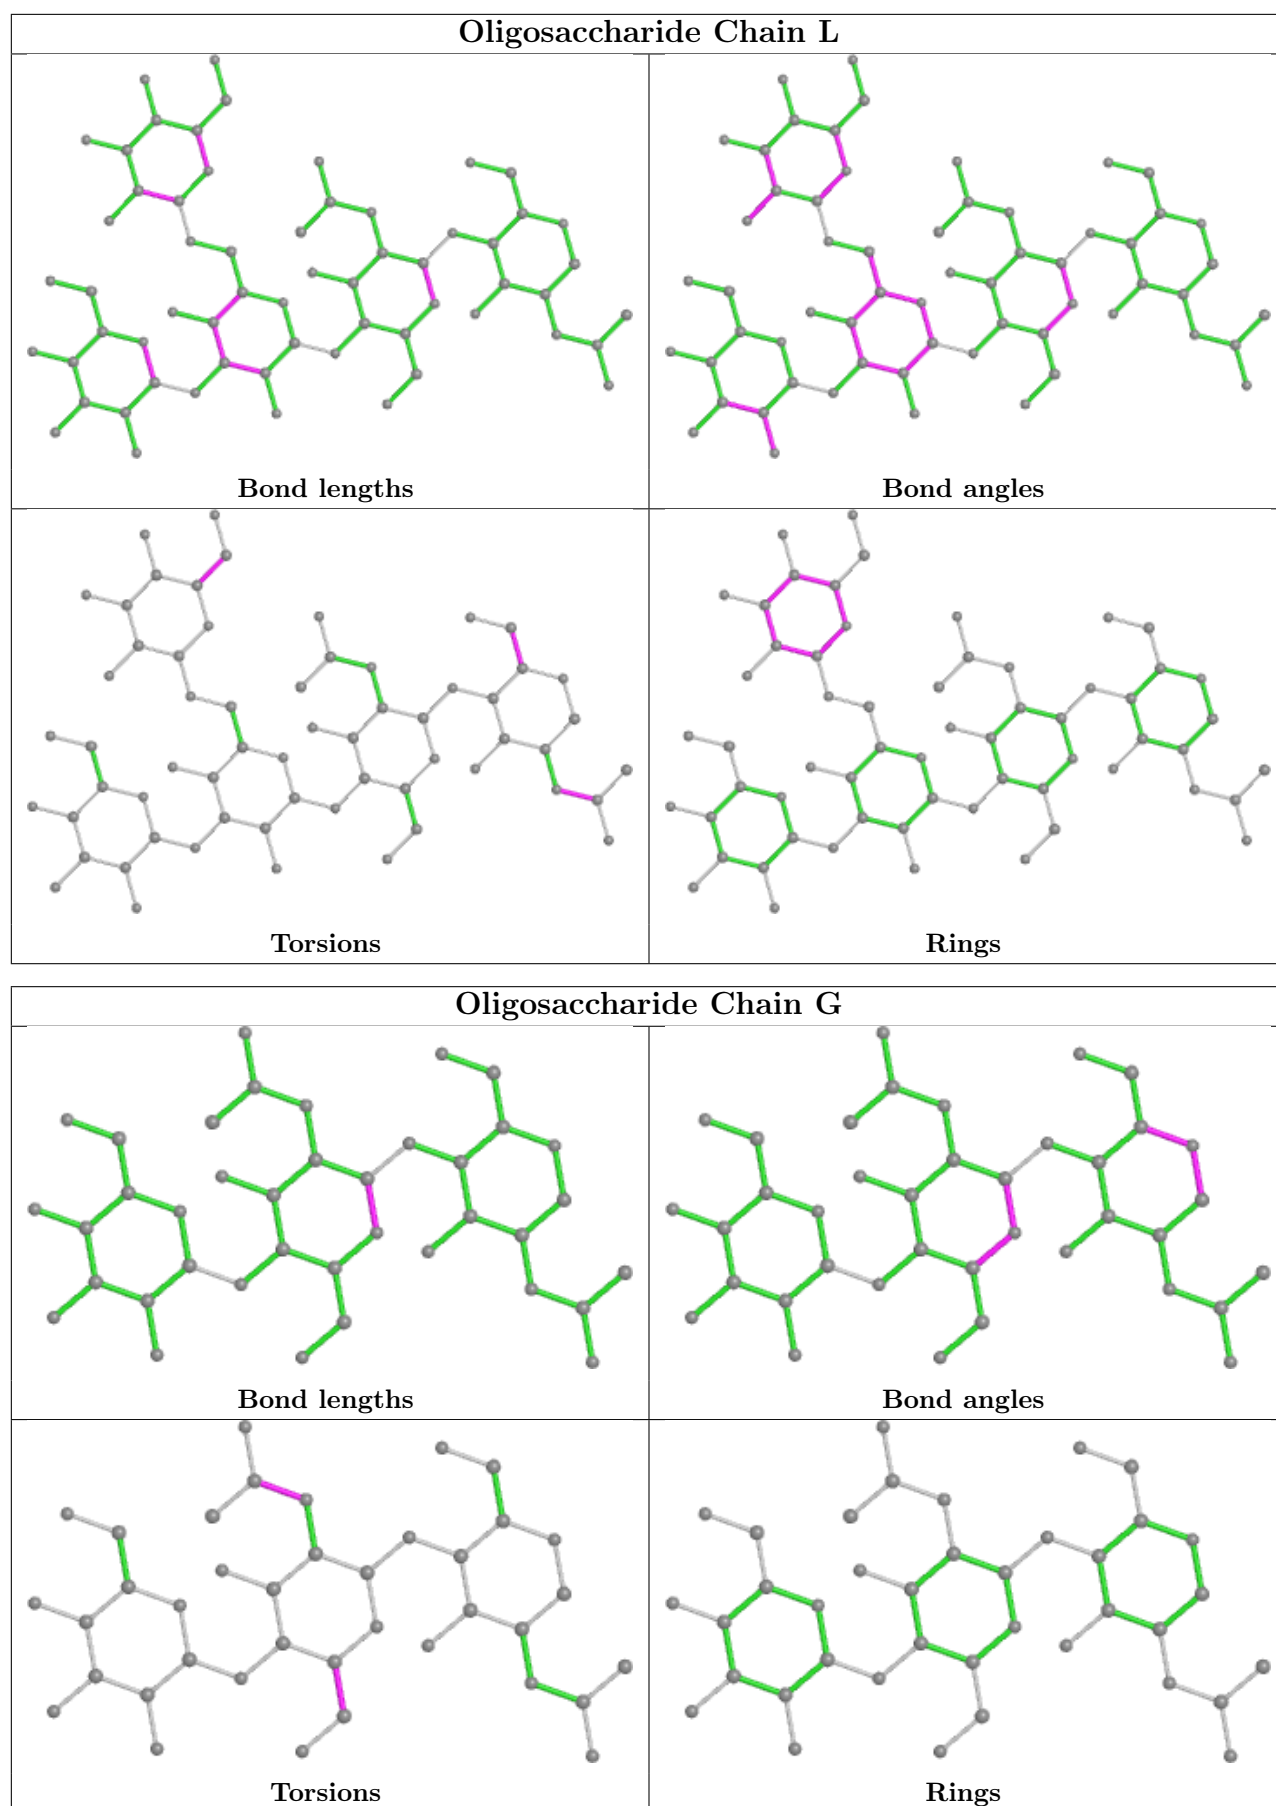 Oligosaccharide Chain L
Bond lengths
Bond angles
Torsions
Rings
Oligosaccharide Chain G
Bond lengths
Bond angles
Torsions
Rings